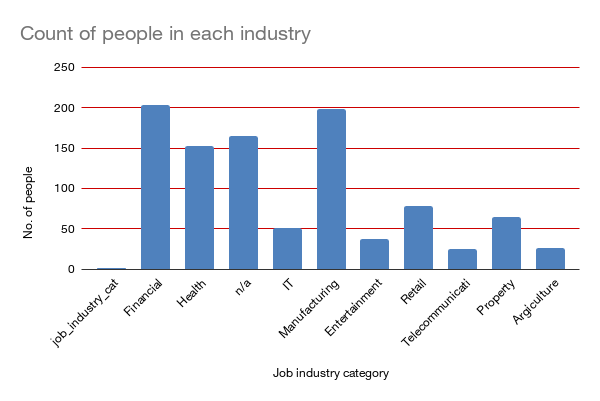 Count of people in each industry
250
200
150
100
50
0
No. of people
job_industry_cat
Financial
Health
n/a
IT
Manufacturing
Entertainment
Retail
Telecommunicati
Property
Argiculture
Job industry category